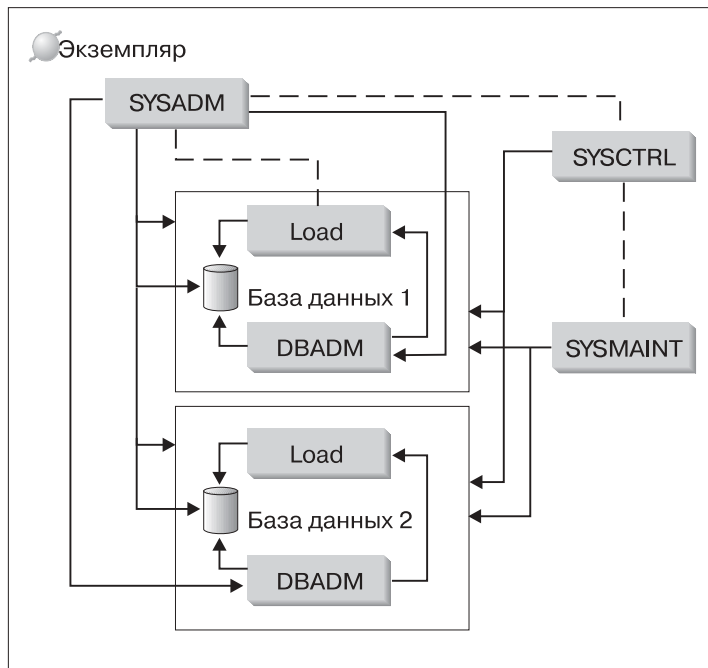 Экземпляр
SYSADM
SYSCTRL
Load
База данных 1
DBADM
SYSMAINT
Load
База данных 2
DBADM